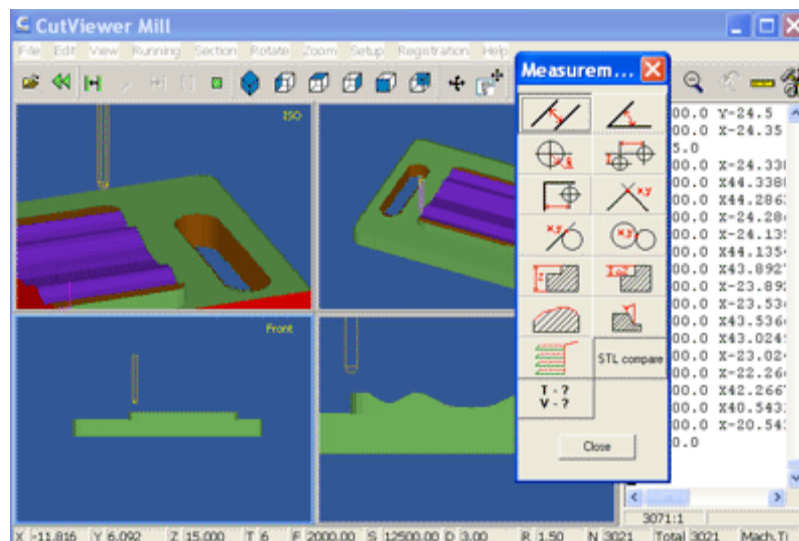 CutViewer Mill
File Edit View Running Section Rotate Zoom Setup Registration Help
Measurem...
ISO
Front
x,y
x,y
x,y
Z
STL compare
T - ?
V - ?
Close
00.0 Y-24.5
00.0 X-24.35
5.0
00.0 X-24.338
00.0 X44.338
00.0 X44.286
00.0 X-24.28
00.0 X-24.135
00.0 X44.1354
00.0 X43.892
00.0 X-23.892
00.0 X-23.53
00.0 X43.536
00.0 X43.024
00.0 X-23.02
00.0 X-22.26
00.0 X42.266
00.0 X40.543
00.0 X-20.54
0.0
3071:1
X -11.816 Y 6.092 Z 15.000 T 6 F 2000.00 S 12500.00 D 3.00 R 1.50 N 3021 Total 3021 Mach.Ti